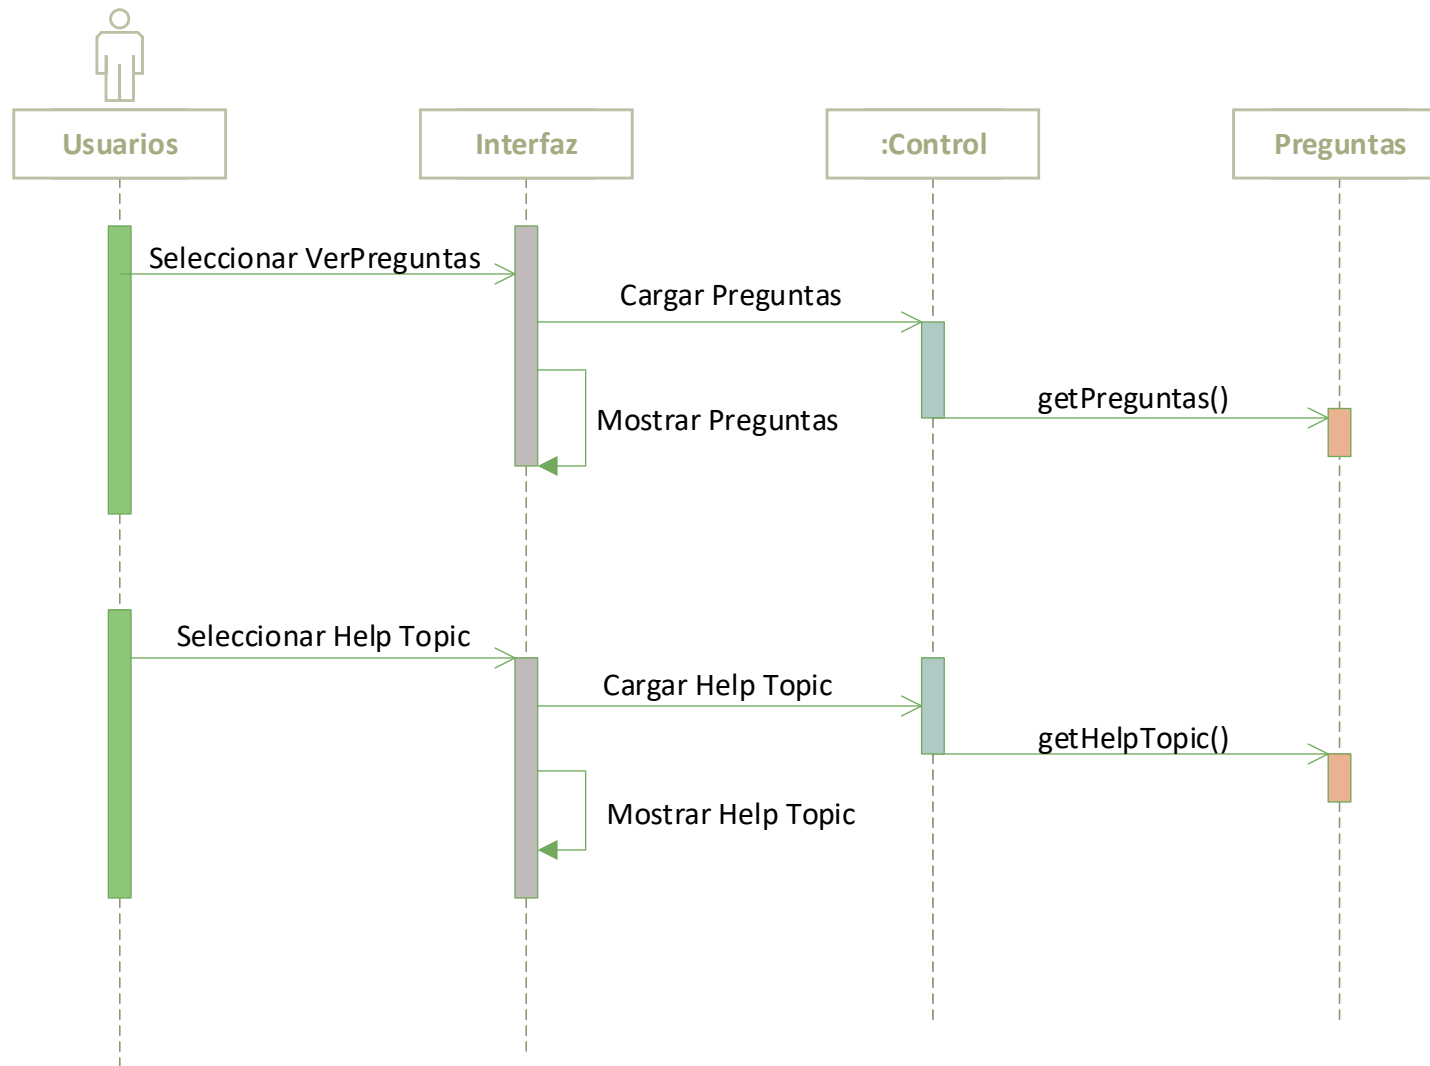 Usuarios
Interfaz
:Control
Preguntas
Seleccionar VerPreguntas
Cargar Preguntas
getPreguntas()
Mostrar Preguntas
Seleccionar Help Topic
Cargar Help Topic
getHelpTopic()
Mostrar Help Topic